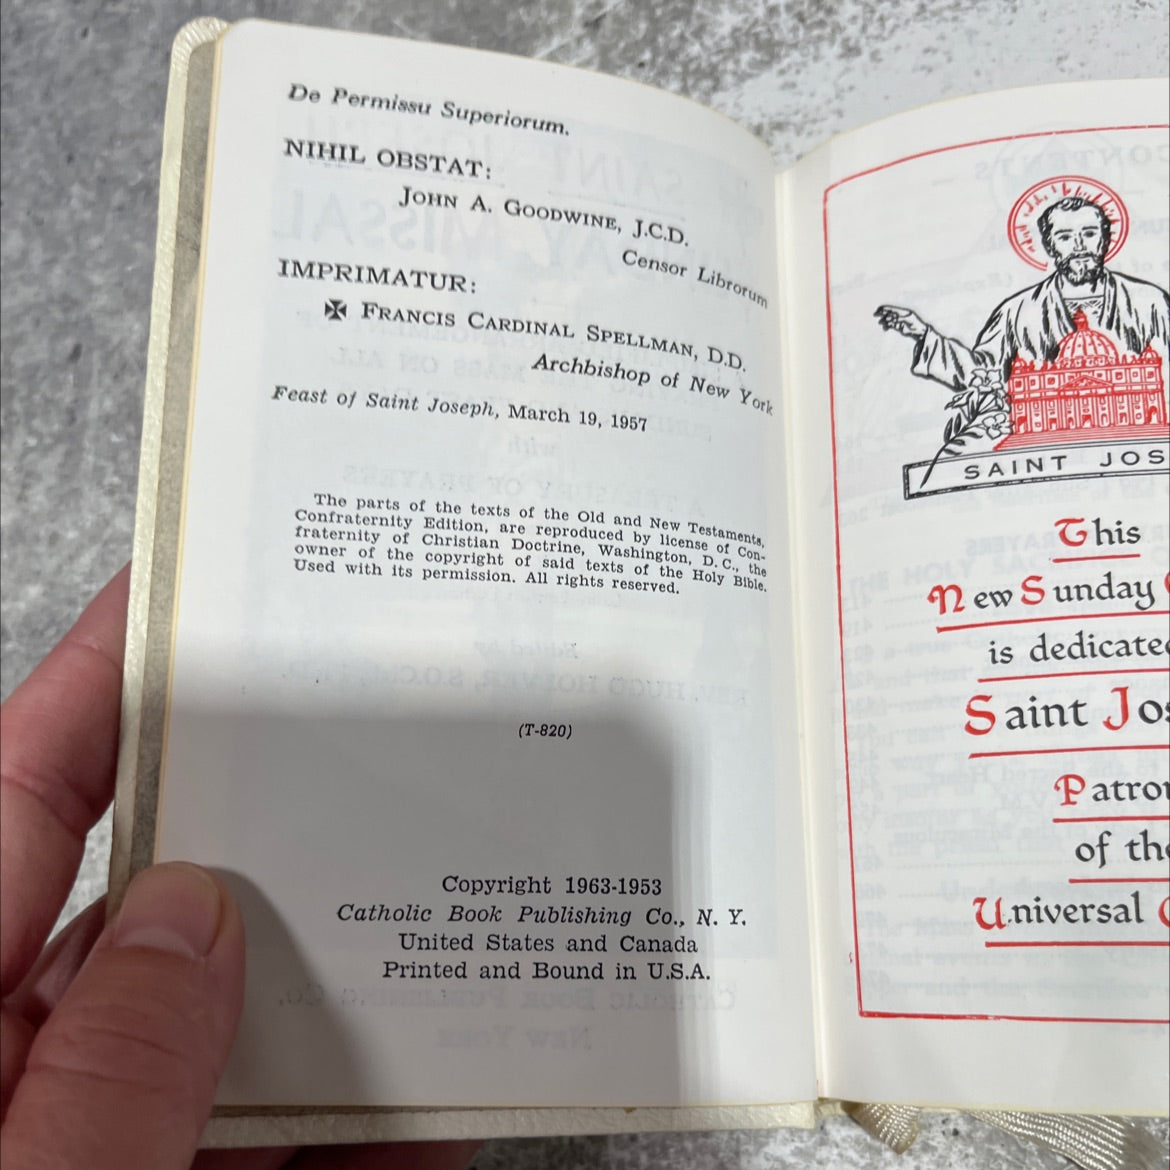 De Permissu Superiorum.
NIHIL OBSTAT:
JOHN A. GOODWINE, J.C.D.
Censor Librorum
IMPRIMATUR:
✠ FRANCIS CARDINAL SPELLMAN, D.D.
Archbishop of New York
Feast of Saint Joseph, March 19, 1957
The parts of the texts of the Old and New Testaments,
Confraternity Edition, are reproduced by license of Con-
fraternity of Christian Doctrine, Washington, D. C., the
owner of the copyright of said texts of the Holy Bible.
Used with its permission. All rights reserved.
(T-820)
Copyright 1963-1953
Catholic Book Publishing Co., N. Y.
United States and Canada
Printed and Bound in U.S.A.
SAINT JOS
This
New Sunday
is dedicate
Saint Jos
Patro
of the
Universal